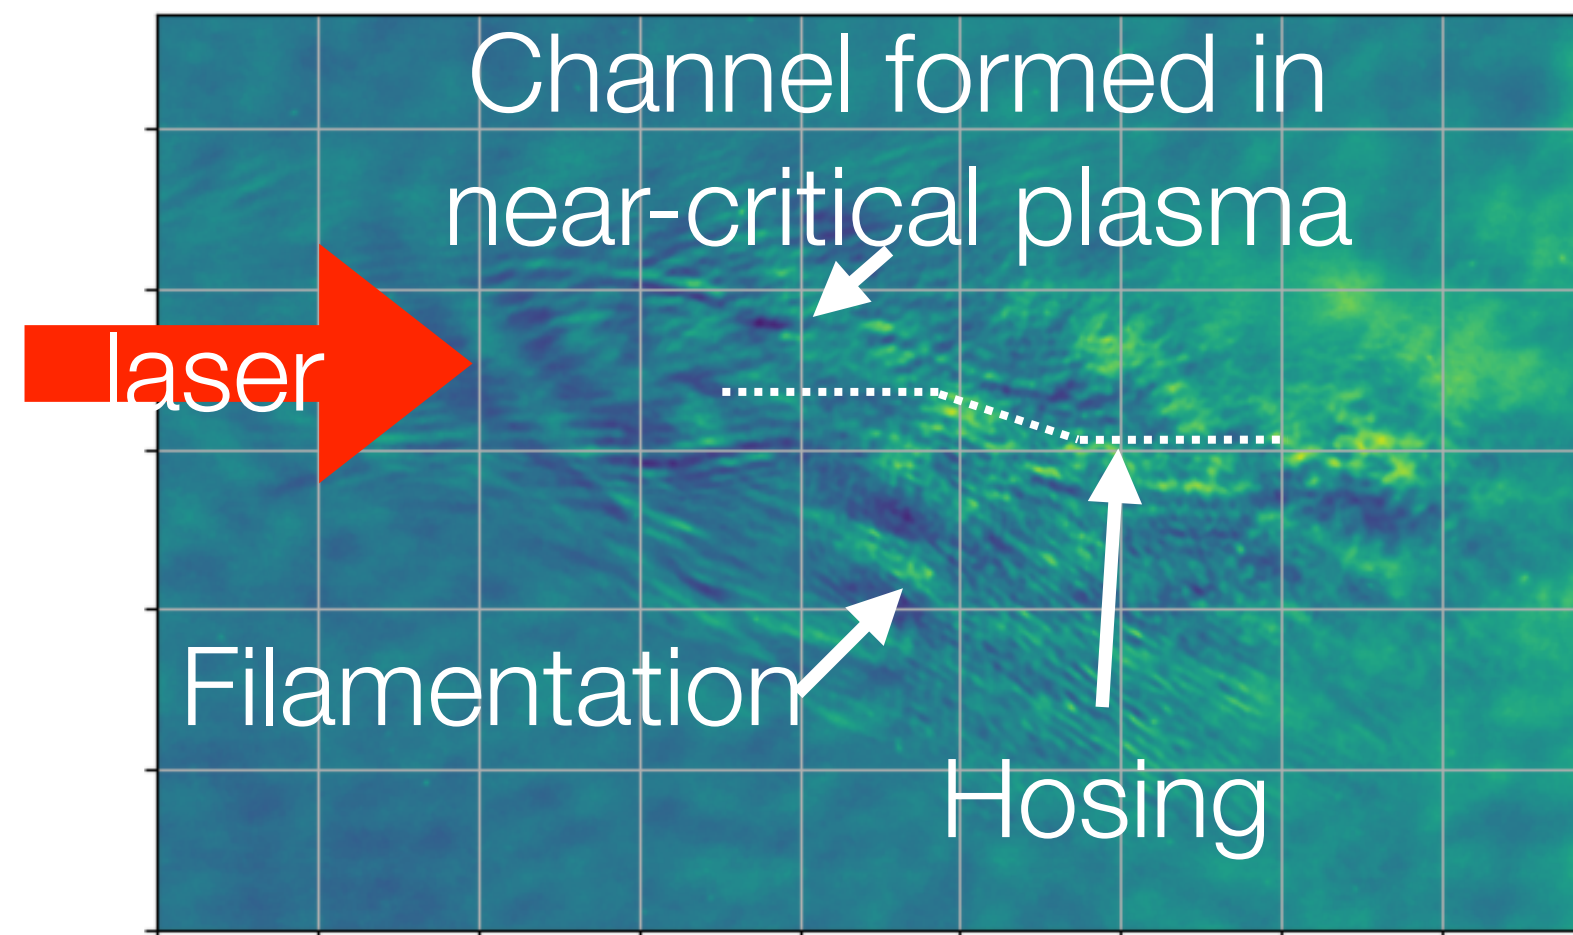 Channel formed in
near-critical plasma
laser
Filamentation
Hosing